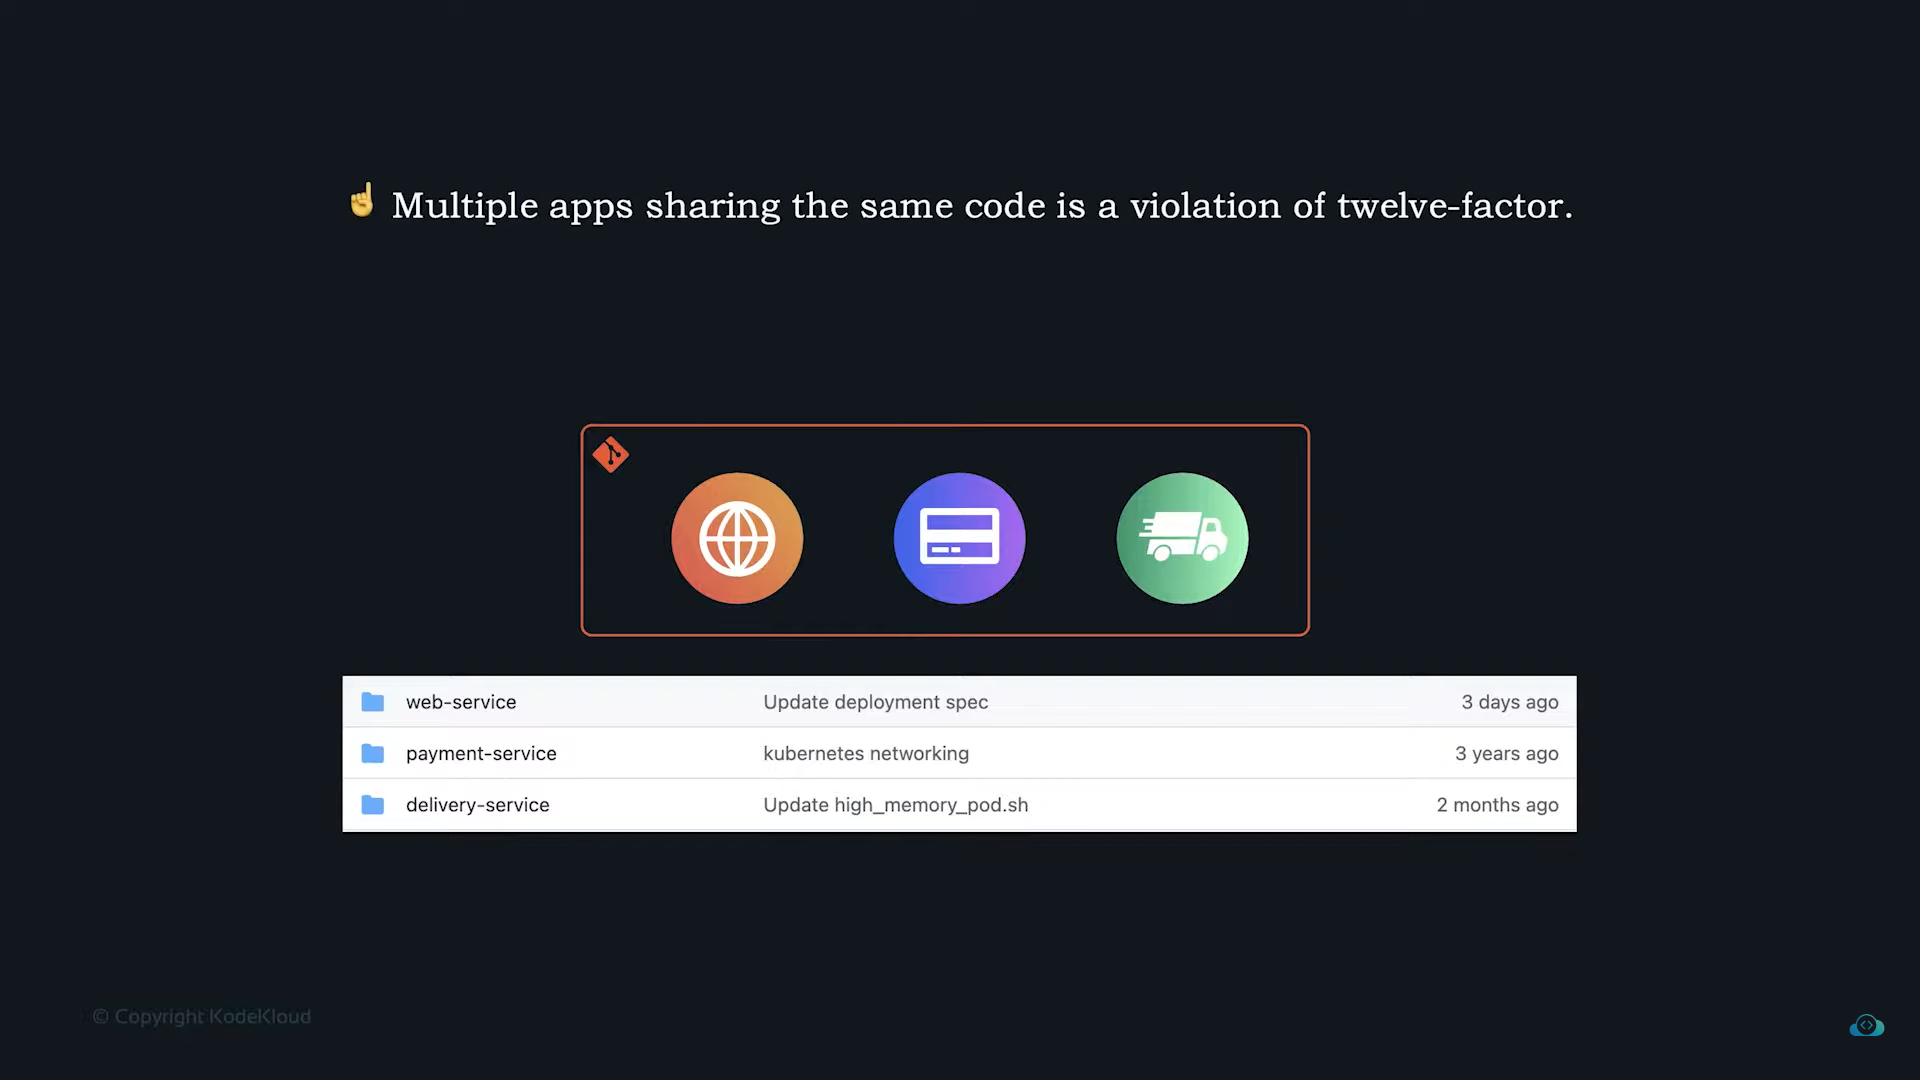 ☝ Multiple apps sharing the same code is a violation of twelve-factor.
web-service Update deployment spec 3 days ago
payment-service kubernetes networking 3 years ago
delivery-service Update high_memory_pod.sh 2 months ago
© Copyright KodeKloud